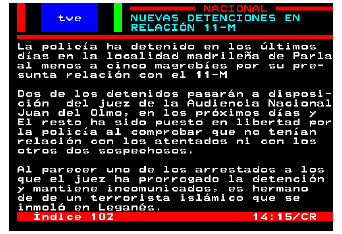 NACIONAL
tve
NUEVAS DETENCIONES EN
RELACIÓN 11-M
La policía ha detenido en los últimos
días en la localidad madrileña de Parla
al menos a cinco magrebíes por su pre-
sunta relación con el 11-M
Dos de los detenidos pasarán a disposi-
ción del juez de la Audiencia Nacional
Juan del Olmo, en los próximos días y
El resto ha sido puesto en libertad por
la policía al comprobar que no tenían
relación con los atentados ni con los
otros dos sospechosos.
Al parecer uno de los arrestados a los
que el juez ha prorrogado la detención
y mantiene incomunicados, es hermano
de de un terrorista islámico que se
inmoló en Leganés.
Índice 102 14:15/CR